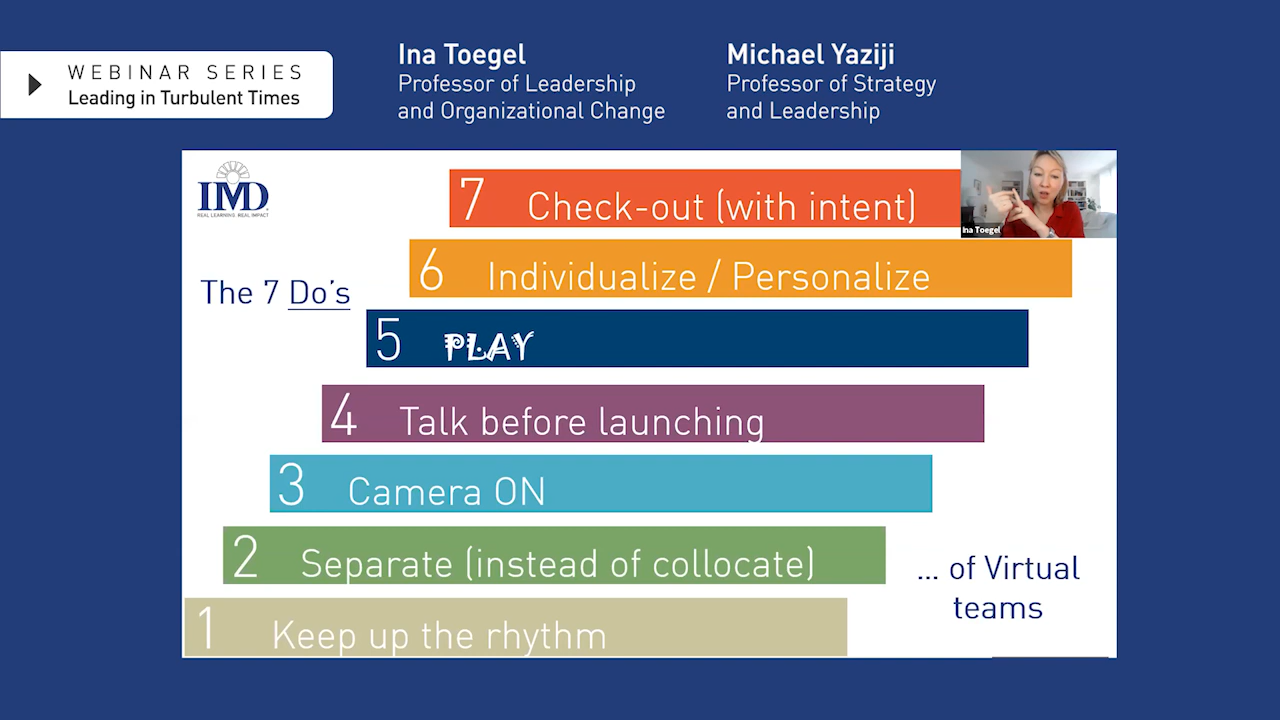 WEBINAR SERIES
Leading in Turbulent Times
Ina Toegel
Professor of Leadership
and Organizational Change
Michael Yaziji
Professor of Strategy
and Leadership
IMD
REAL LEARNING. REAL IMPACT
7 Check-out (with intent)
Ina Toegel
6 Individualize / Personalize
The 7 Do's
5 PLAY
4 Talk before launching
3 Camera ON
2 Separate (instead of collocate)
... of Virtual
teams
1 Keep up the rhythm